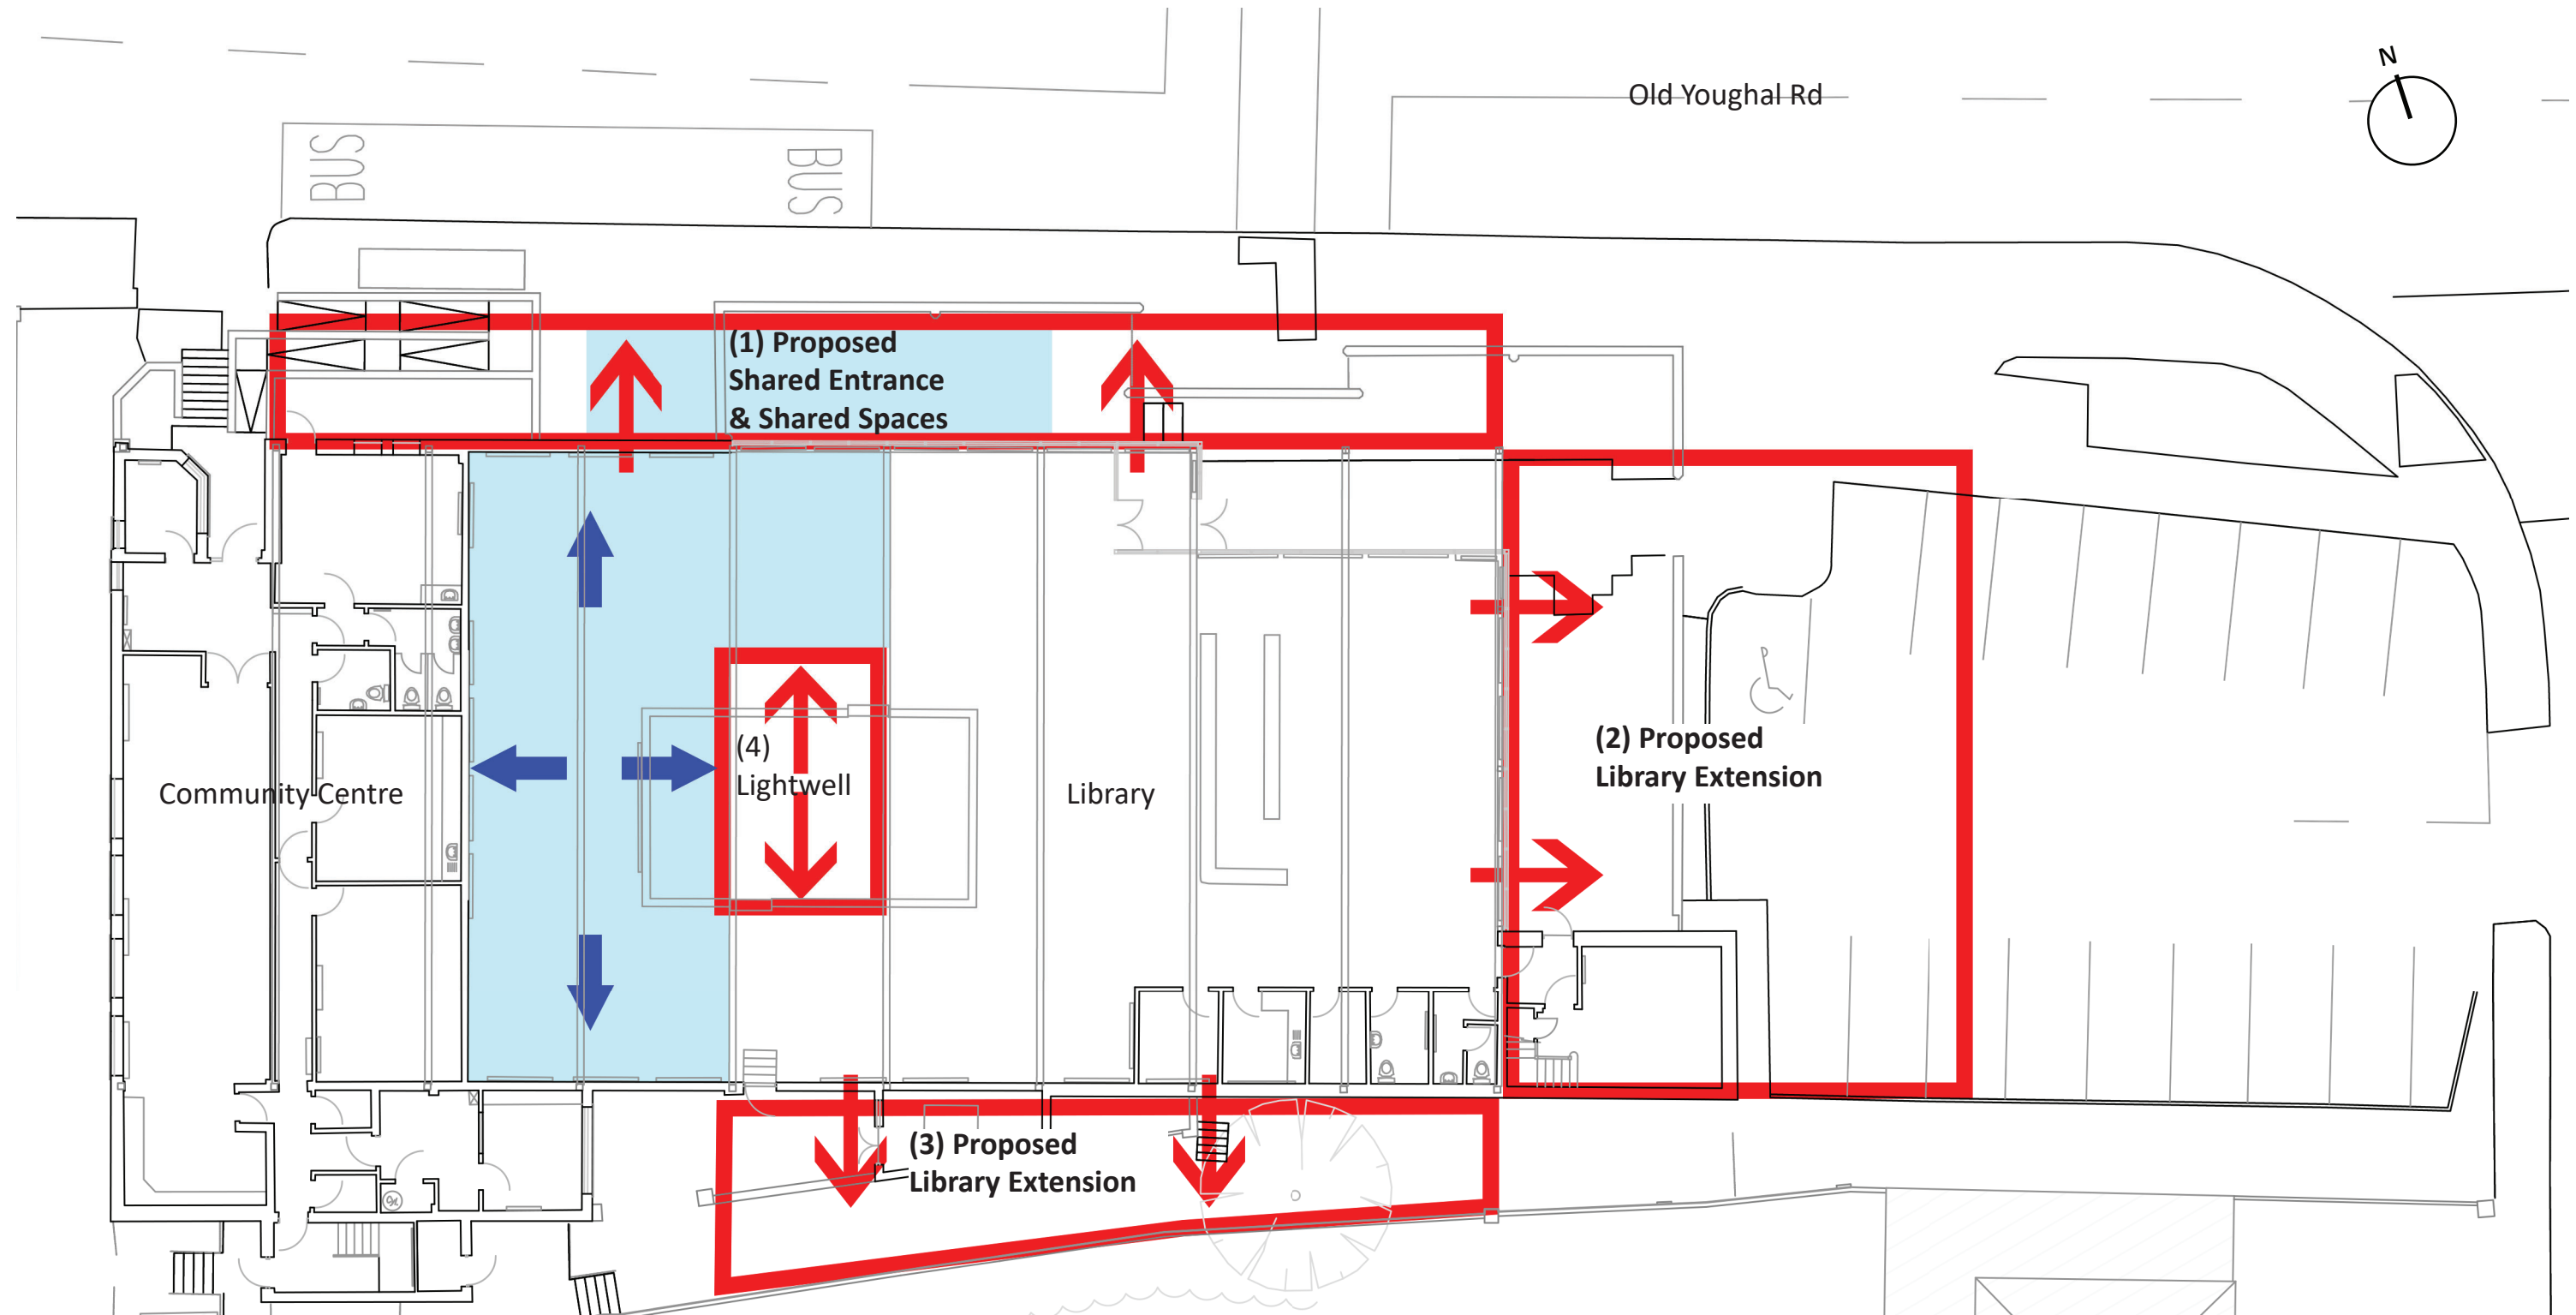 N
Old Youghal Rd
BUS
BUS
(1) Proposed
Shared Entrance
& Shared Spaces
(4)
Lightwell
Community Centre
Library
(2) Proposed
Library Extension
(3) Proposed
Library Extension